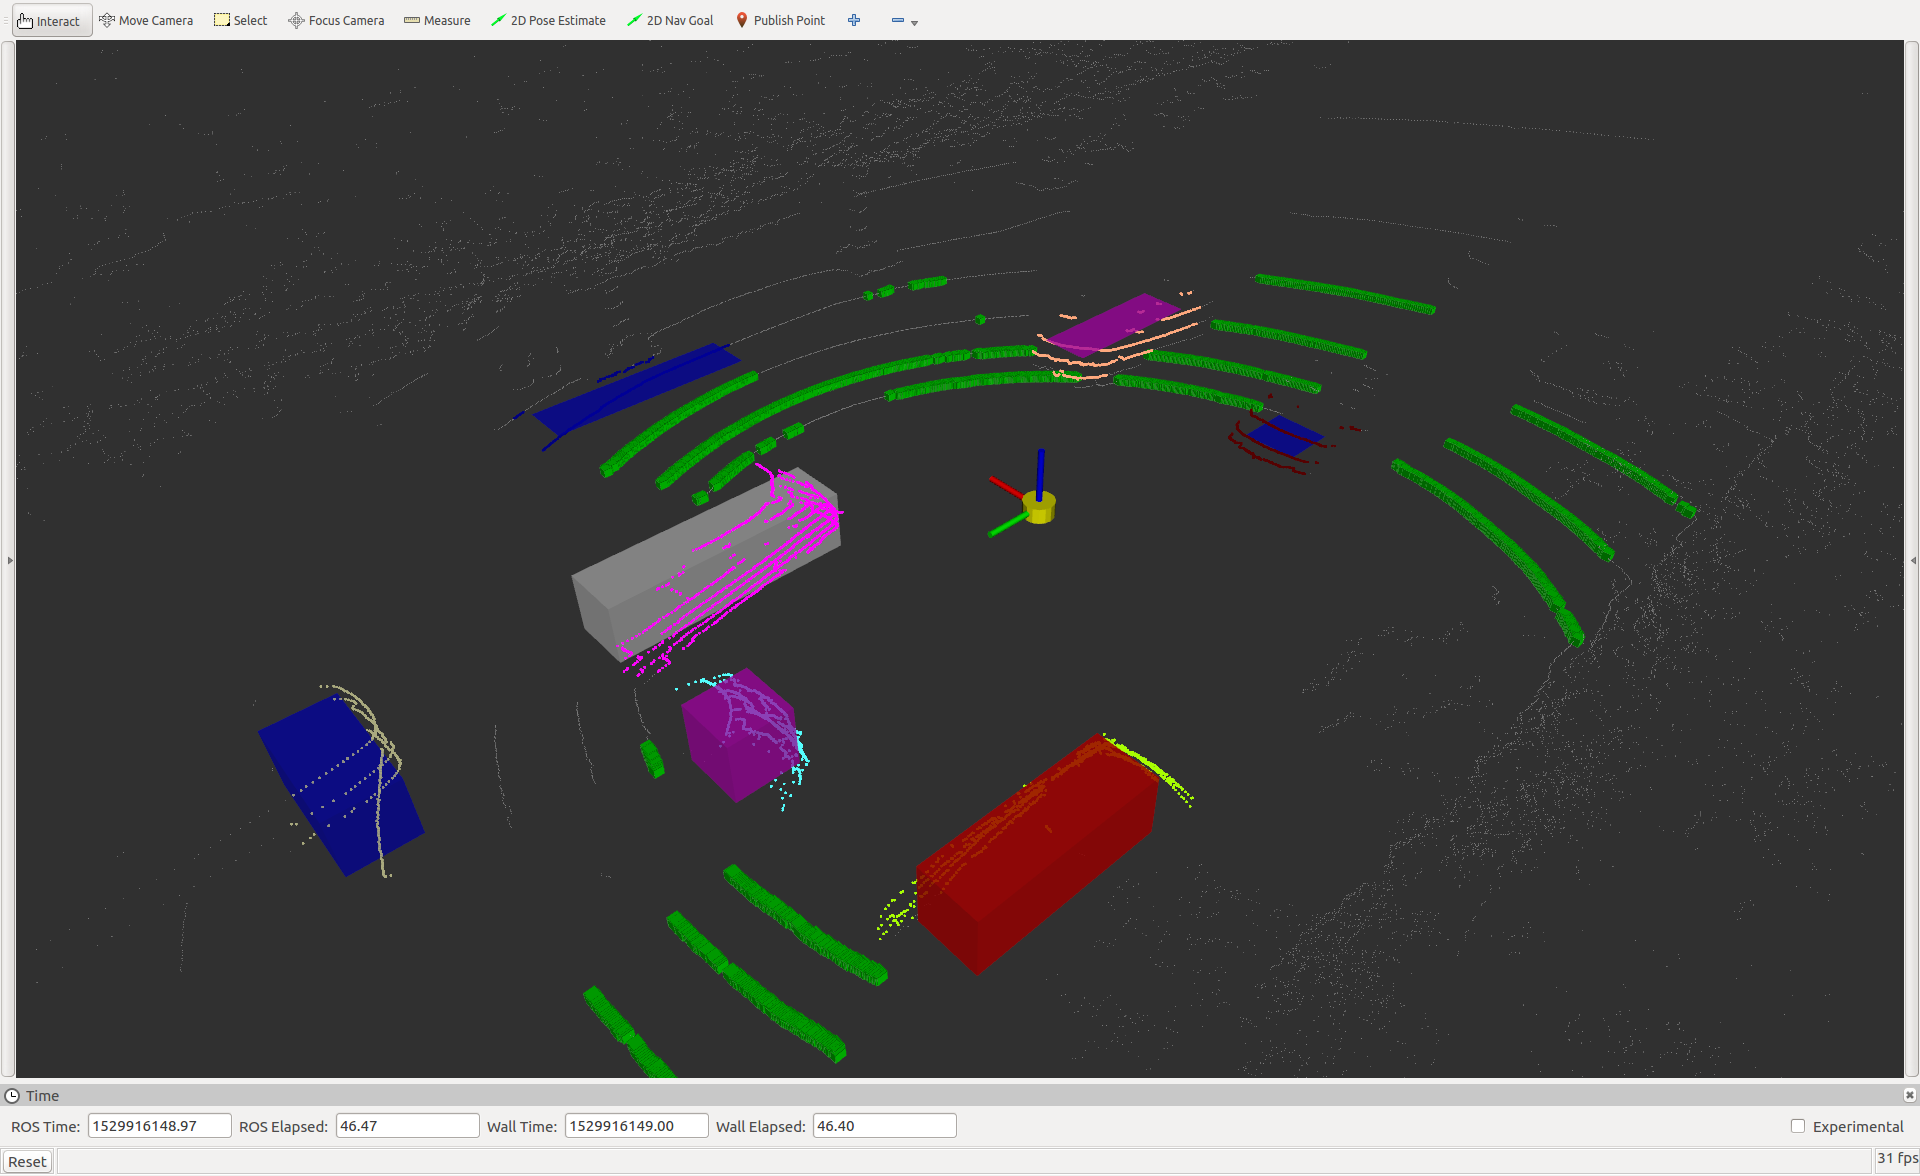 Interact Move Camera Select Focus Camera Measure 2D Pose Estimate 2D Nav Goal Publish Point
Time
ROS Time: 1529916148.97 ROS Elapsed: 46.47 Wall Time: 1529916149.00 Wall Elapsed: 46.40 Experimental
Reset 31 fps